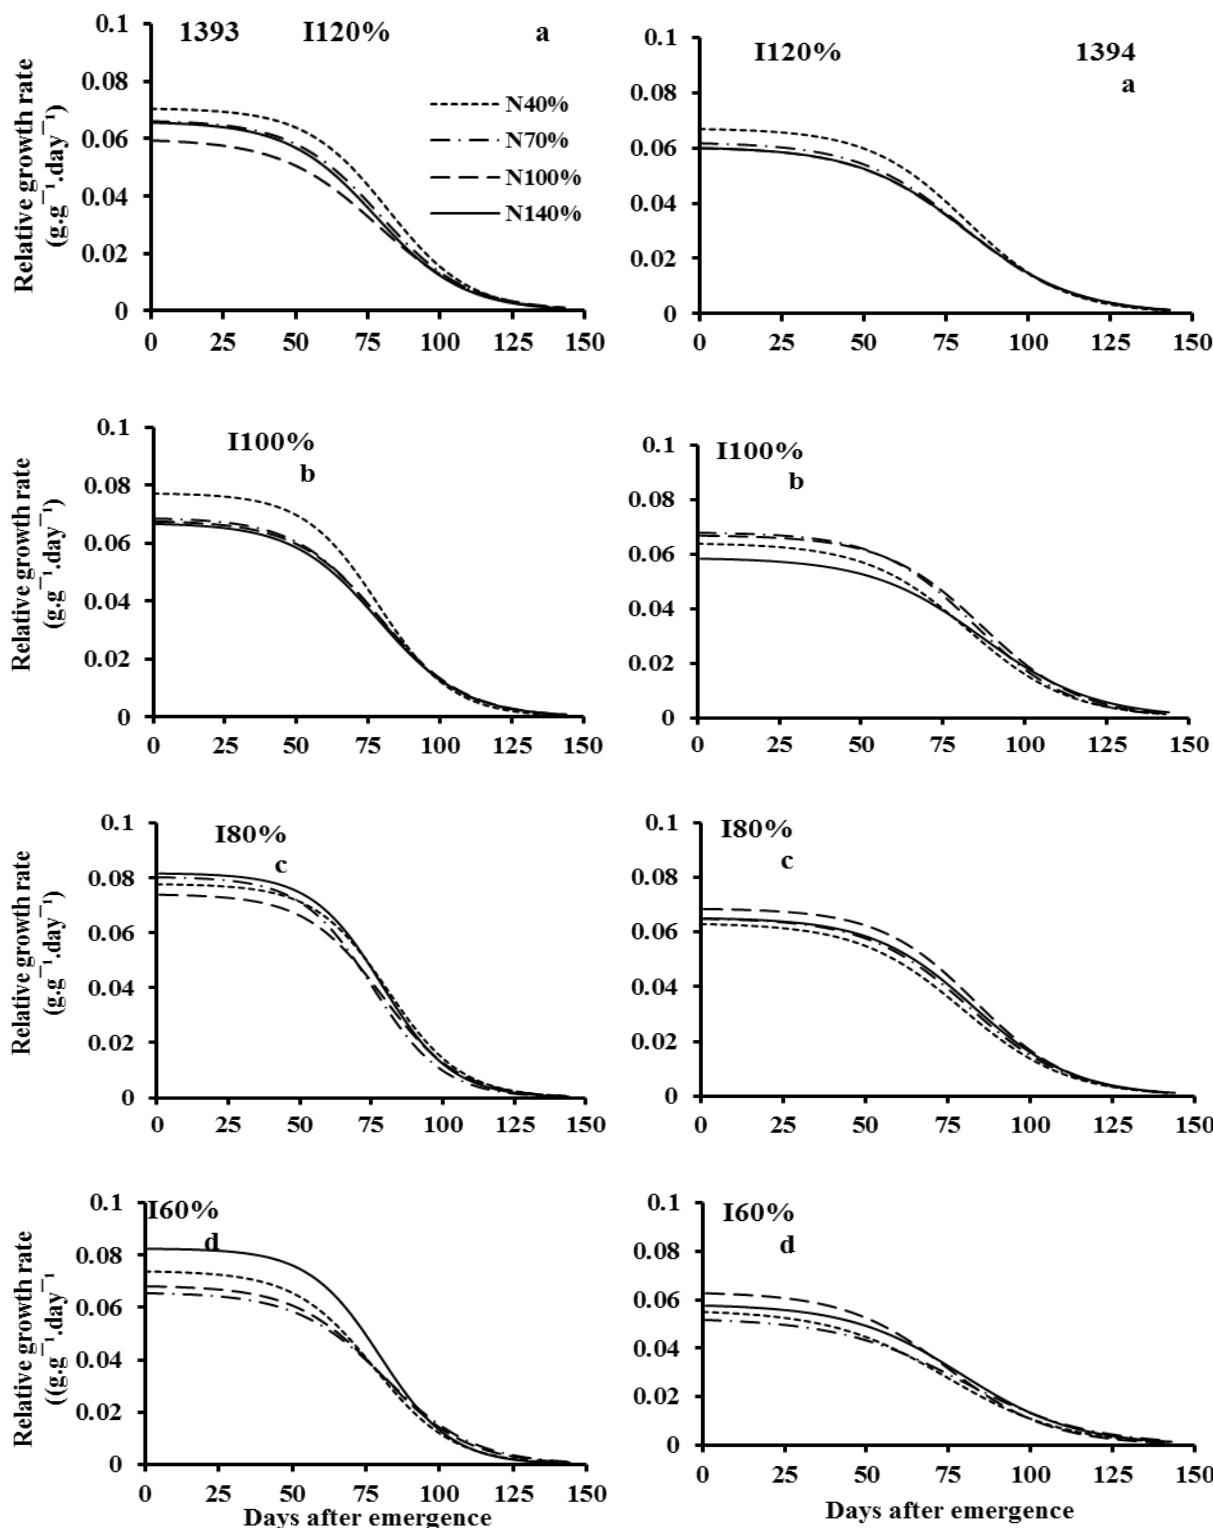 1393 I120% a
Relative growth rate
(g.g⁻¹.day⁻¹)
0.1
0.08
0.06
0.04
0.02
0
N40%
N70%
N100%
N140%
0 25 50 75 100 125 150
I120% 1394
a
0.1
0.08
0.06
0.04
0.02
0
0 25 50 75 100 125 150
I100%
b
Relative growth rate
(g.g⁻¹.day⁻¹)
0.1
0.08
0.06
0.04
0.02
0
0 25 50 75 100 125 150
I100%
b
0.1
0.08
0.06
0.04
0.02
0
0 25 50 75 100 125 150
I80%
c
Relative growth rate
(g.g⁻¹.day⁻¹)
0.1
0.08
0.06
0.04
0.02
0
0 25 50 75 100 125 150
I80%
c
0.1
0.08
0.06
0.04
0.02
0
0 25 50 75 100 125 150
I60%
d
Relative growth rate
((g.g⁻¹.day⁻¹
0.1
0.08
0.06
0.04
0.02
0
0 25 50 75 100 125 150
Days after emergence
I60%
d
0.1
0.08
0.06
0.04
0.02
0
0 25 50 75 100 125 150
Days after emergence